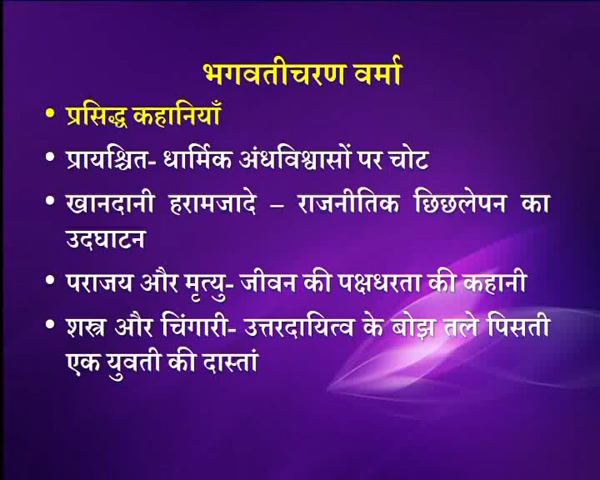 भगवतीचरण वर्मा
• प्रसिद्ध कहानियाँ
• प्रायश्चित- धार्मिक अंधविश्वासों पर चोट
• खानदानी हरामजादे – राजनीतिक छिछलेपन का
उदघाटन
• पराजय और मृत्यु- जीवन की पक्षधरता की कहानी
• शस्त्र और चिंगारी- उत्तरदायित्व के बोझ तले पिसती
एक युवती की दास्तां